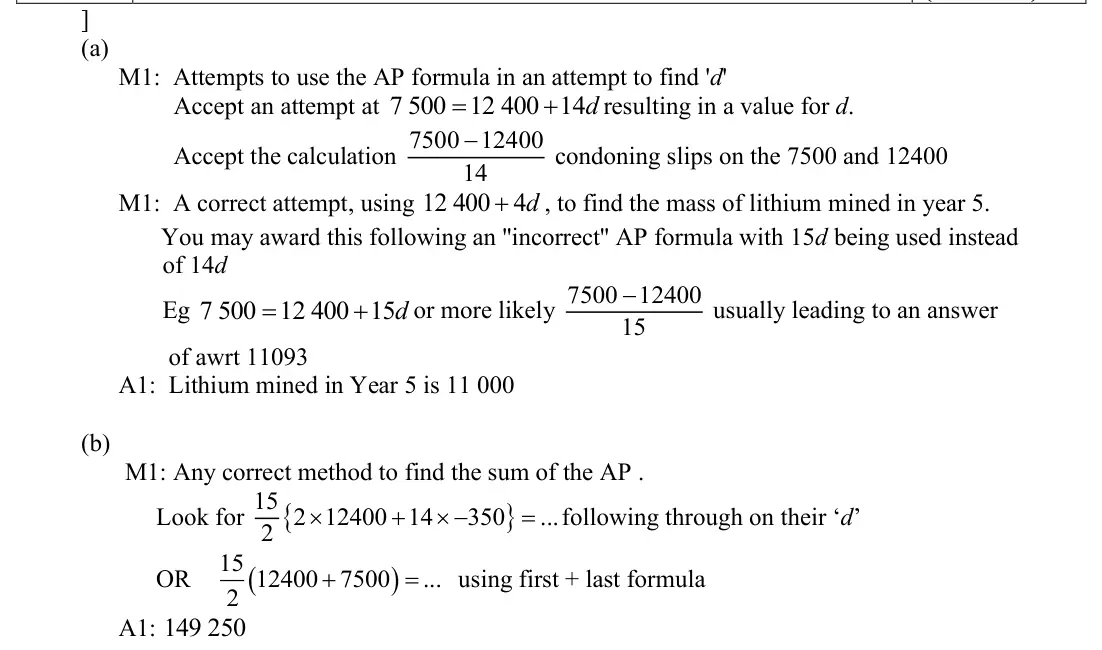 ]
(a)
M1: Attempts to use the AP formula in an attempt to find 'd'
Accept an attempt at 7 500 = 12 400 + 14d resulting in a value for d.
Accept the calculation (7500 − 12400)/14 condoning slips on the 7500 and 12400
M1: A correct attempt, using 12 400 + 4d , to find the mass of lithium mined in year 5.
You may award this following an "incorrect" AP formula with 15d being used instead
of 14d
Eg 7 500 = 12 400 + 15d or more likely (7500 − 12400)/15 usually leading to an answer
of awrt 11093
A1: Lithium mined in Year 5 is 11 000
(b)
M1: Any correct method to find the sum of the AP .
Look for 15/2 {2 × 12400 + 14 × −350} = ... following through on their ‘d’
OR 15/2 (12400 + 7500) = ... using first + last formula
A1: 149 250